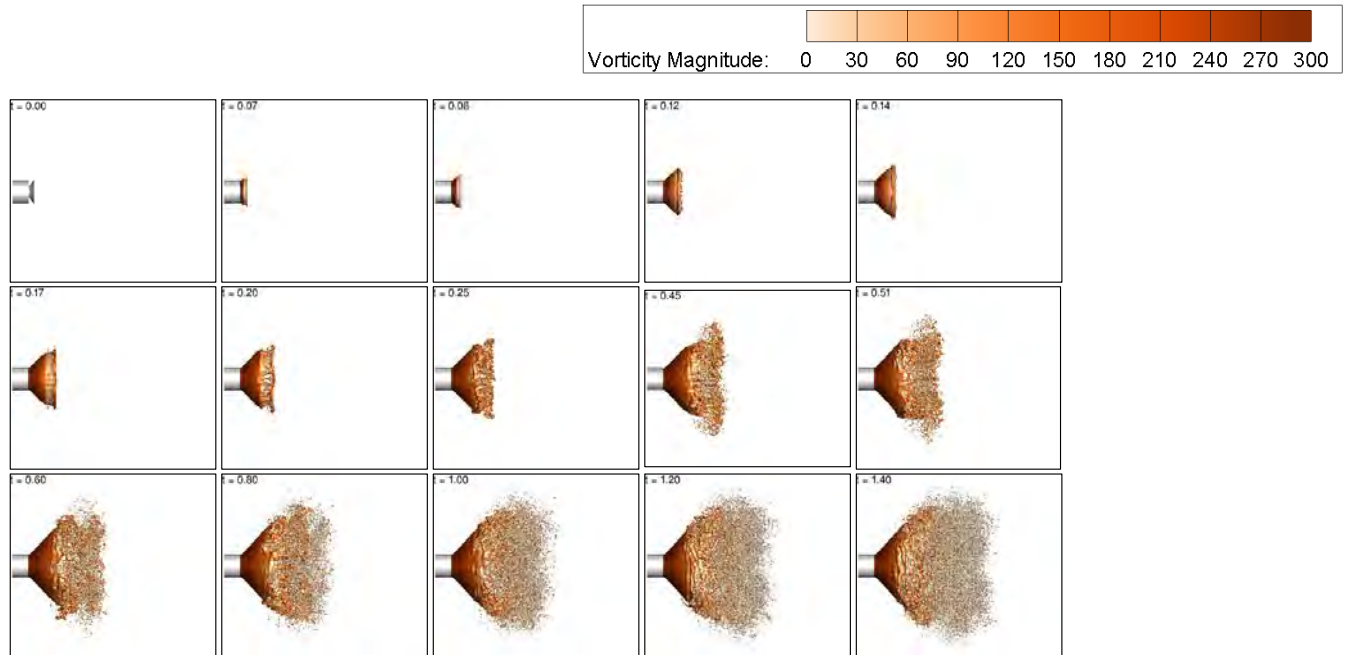 Vorticity Magnitude: 0 30 60 90 120 150 180 210 240 270 300
t = 0.00 t = 0.07 t = 0.08 t = 0.12 t = 0.14
t = 0.17 t = 0.20 t = 0.25 t = 0.45 t = 0.51
t = 0.60 t = 0.80 t = 1.00 t = 1.20 t = 1.40